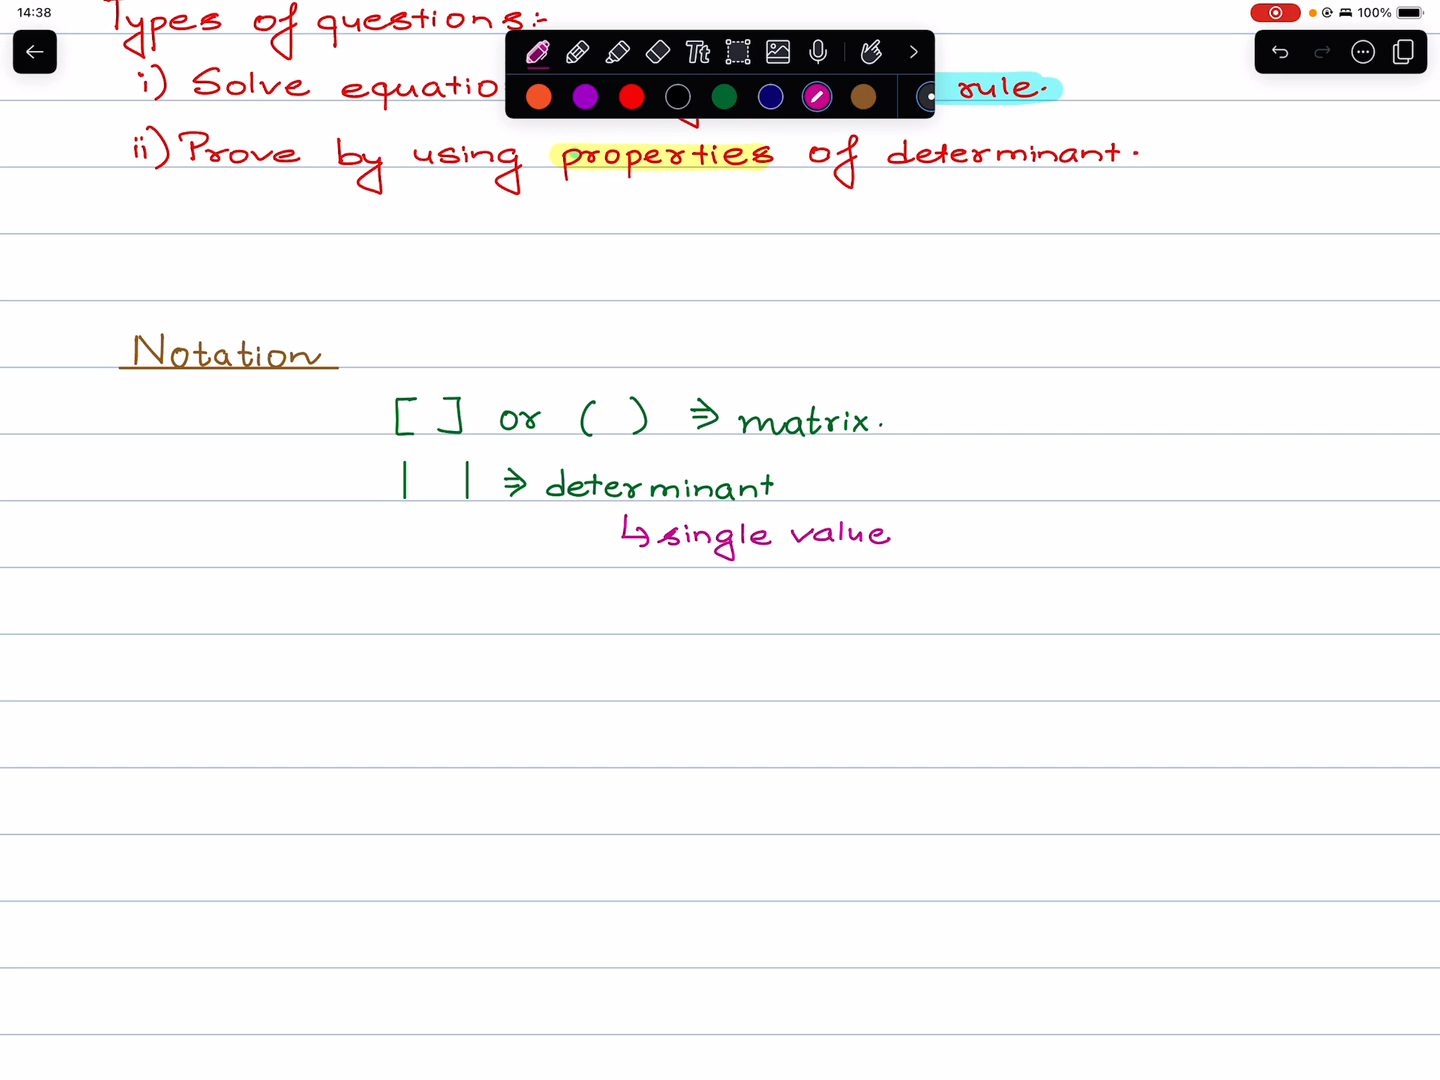 14:38
100%
Types of questions:-
Tt
i) Solve equatio rule.
ii) Prove by using properties of determinant.
Notation
[ ] or ( ) ⇒ matrix.
| | ⇒ determinant
↳ single value